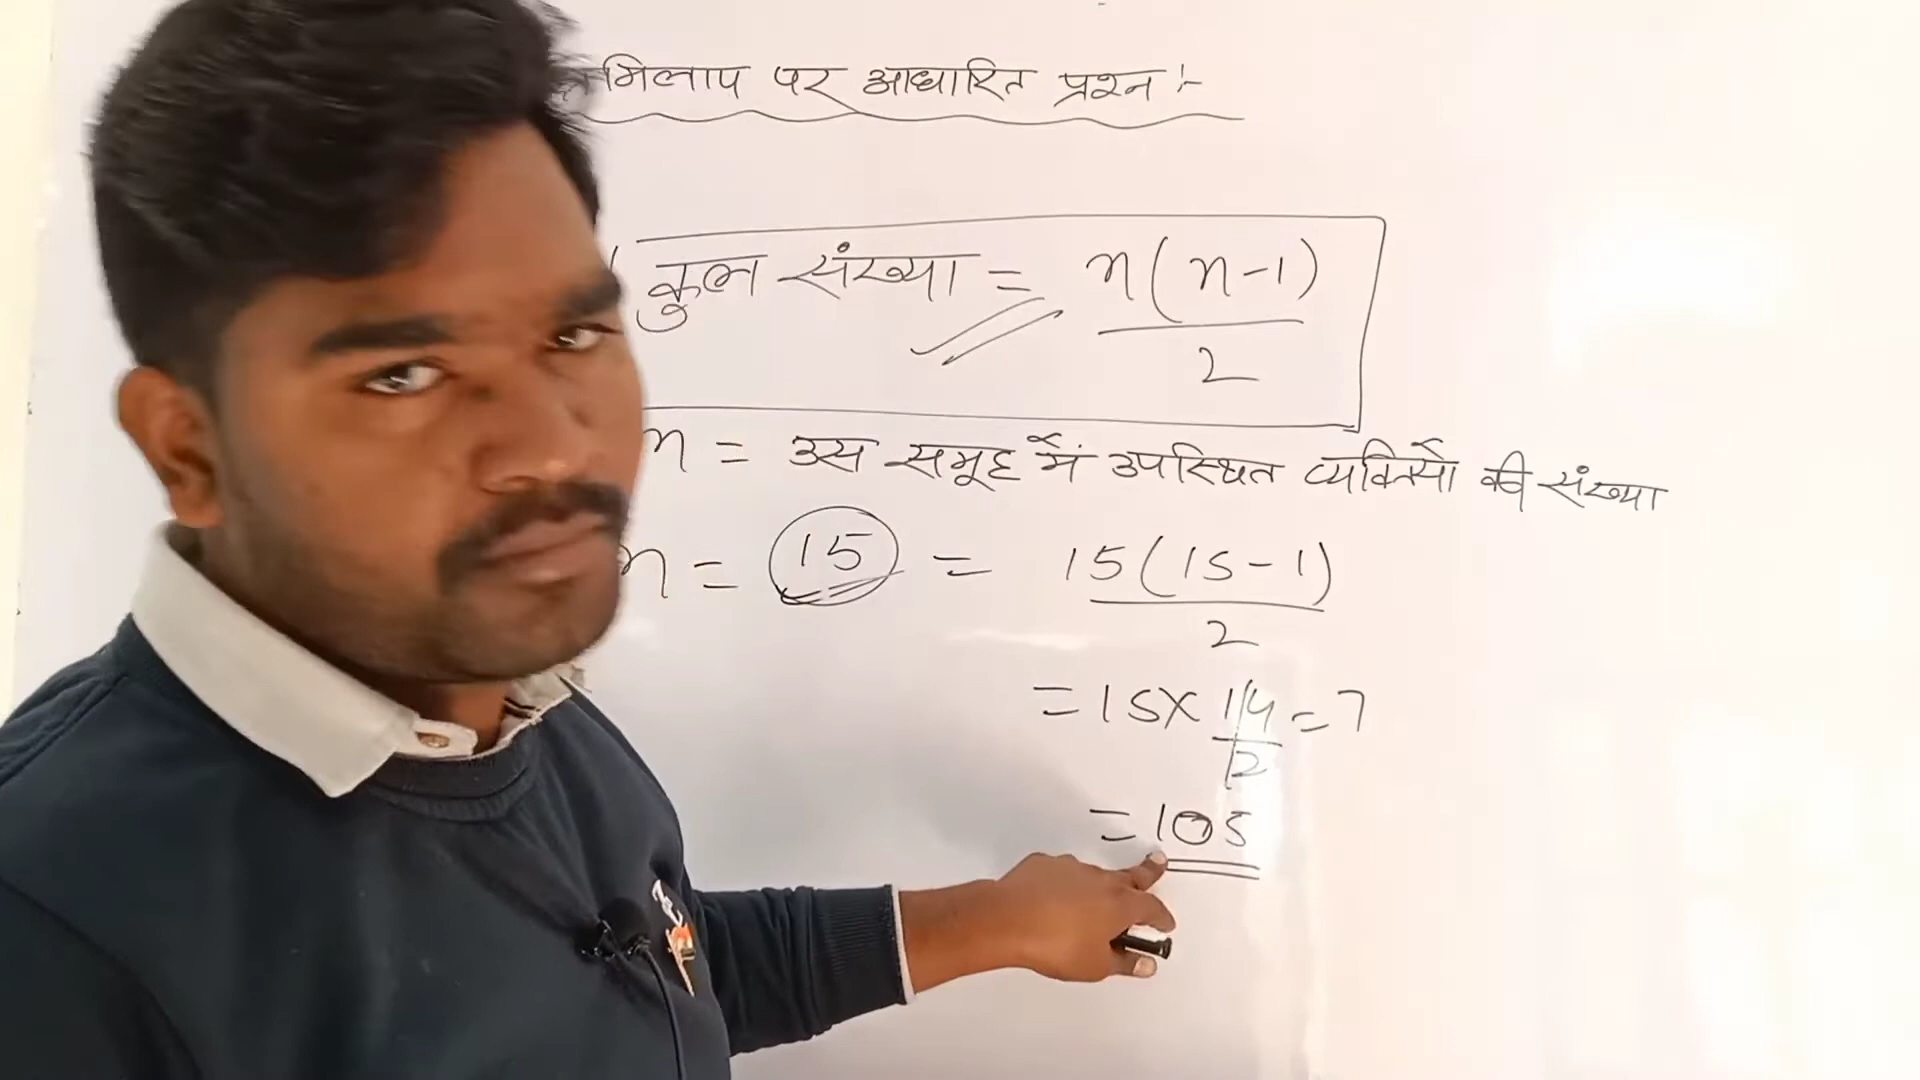 मिलाप पर आधारित प्रश्न :-
कुल संख्या = n(n-1)
2
n = उस समूह में उपस्थित व्यक्तियों की संख्या
n = 15 = 15(15-1)
2
= 15 x 14 = 7
2
= 105